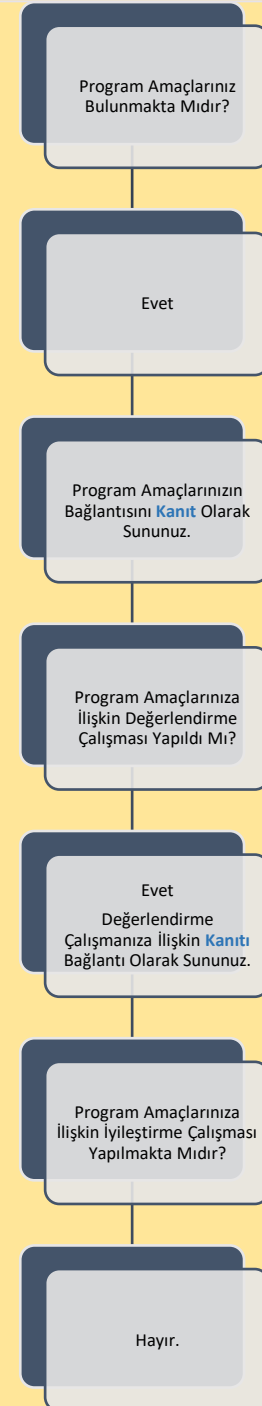 Program Amaçlarınız
Bulunmakta Mıdır?
Evet
Program Amaçlarınızın
Bağlantısını Kanıt Olarak
Sununuz.
Program Amaçlarınıza
İlişkin Değerlendirme
Çalışması Yapıldı Mı?
Evet
Değerlendirme
Çalışmanıza İlişkin Kanıtı
Bağlantı Olarak Sununuz.
Program Amaçlarınıza
İlişkin İyileştirme Çalışması
Yapılmakta Mıdır?
Hayır.